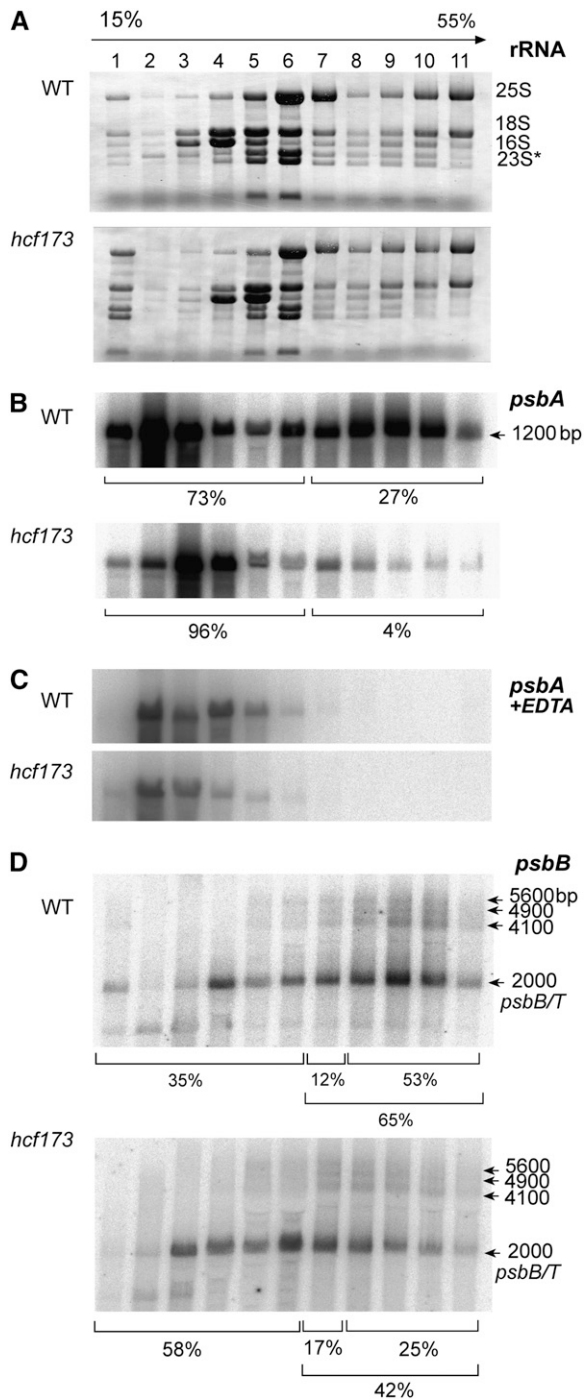 A
15% 55%
rRNA
1 2 3 4 5 6 7 8 9 10 11
WT
25S
18S
16S
23S*
hcf173
B
psbA
WT
1200 bp
73% 27%
hcf173
96% 4%
C
psbA
+EDTA
WT
hcf173
D
psbB
WT
5600 bp
4900
4100
2000
psbB/T
35% 12% 53%
65%
hcf173
5600
4900
4100
2000
psbB/T
58% 17% 25%
42%